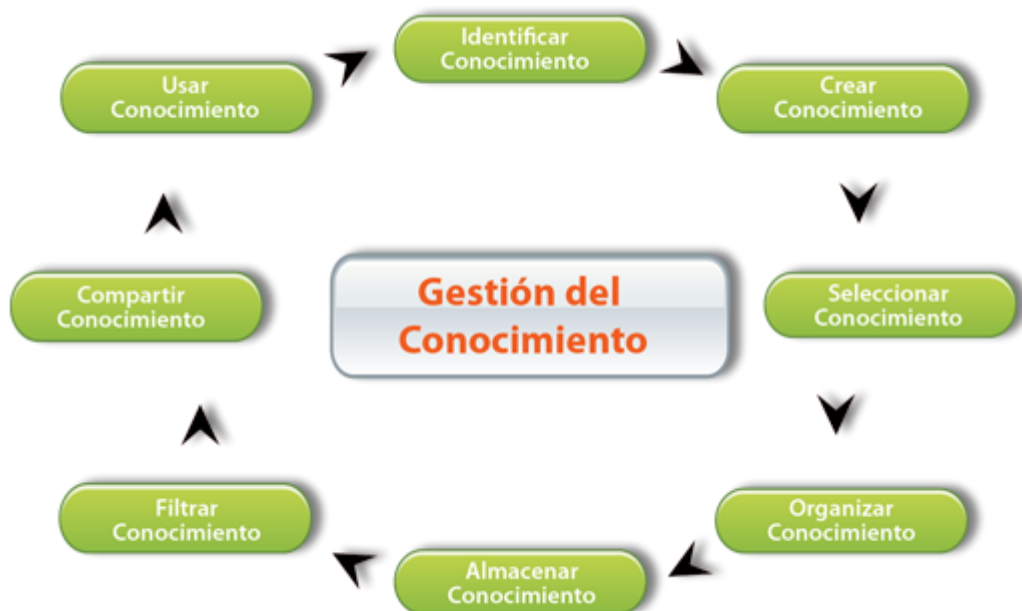 Identificar
Conocimiento
Crear
Conocimiento
Seleccionar
Conocimiento
Organizar
Conocimiento
Almacenar
Conocimiento
Filtrar
Conocimiento
Compartir
Conocimiento
Usar
Conocimiento
Gestión del
Conocimiento